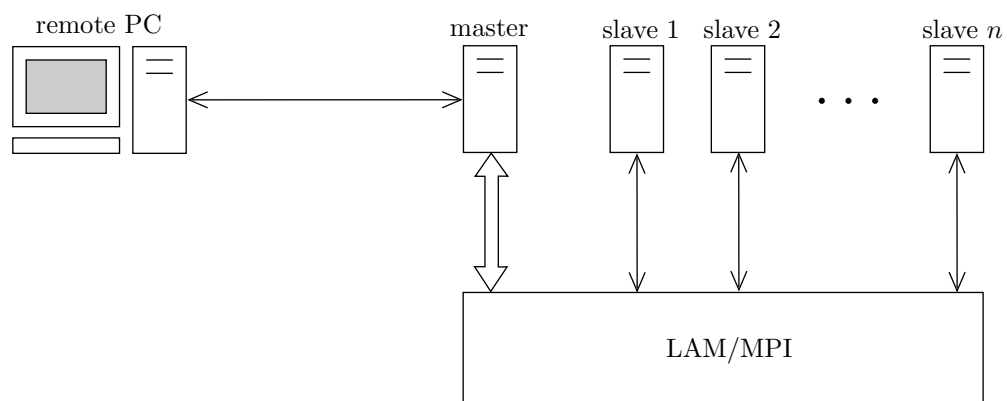 remote PC
master
slave 1
slave 2
slave n
LAM/MPI